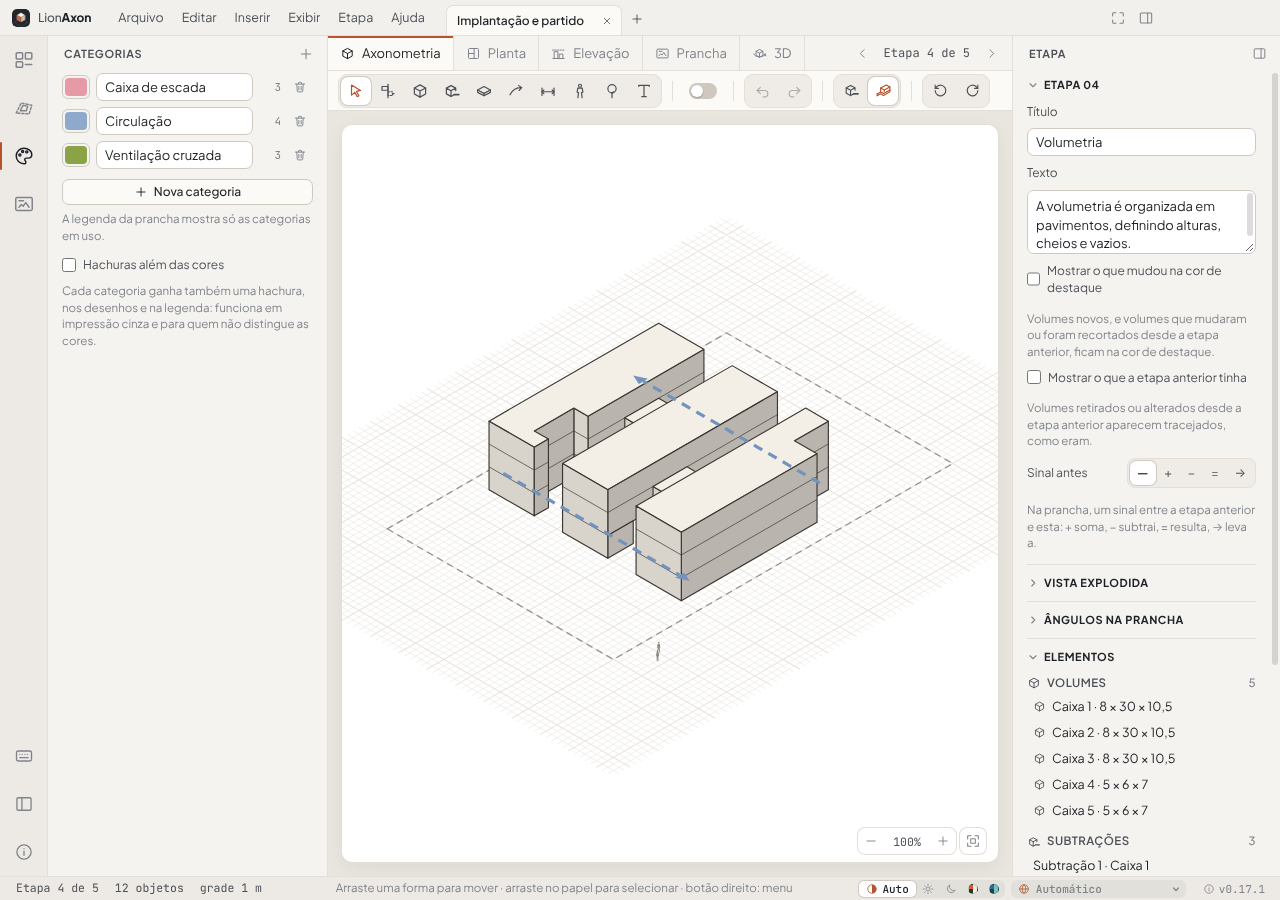 LionAxon
Arquivo
Editar
Inserir
Exibir
Etapa
Ajuda
Implantação e partido
CATEGORIAS
Caixa de escada
3
Circulação
4
Ventilação cruzada
3
Nova categoria
A legenda da prancha mostra só as categorias
em uso.
Hachuras além das cores
Cada categoria ganha também uma hachura,
nos desenhos e na legenda: funciona em
impressão cinza e para quem não distingue as
cores.
Axonometria
Planta
Elevação
Prancha
3D
Etapa 4 de 5
100%
ETAPA
ETAPA 04
Título
Volumetria
Texto
A volumetria é organizada em
pavimentos, definindo alturas,
cheios e vazios.
Mostrar o que mudou na cor de
destaque
Volumes novos, e volumes que mudaram
ou foram recortados desde a etapa
anterior, ficam na cor de destaque.
Mostrar o que a etapa anterior tinha
Volumes retirados ou alterados desde a
etapa anterior aparecem tracejados,
como eram.
Sinal antes
— + − = →
Na prancha, um sinal entre a etapa anterior
e esta: + soma, − subtrai, = resulta, → leva
a.
VISTA EXPLODIDA
ÂNGULOS NA PRANCHA
ELEMENTOS
VOLUMES
5
Caixa 1 · 8 × 30 × 10,5
Caixa 2 · 8 × 30 × 10,5
Caixa 3 · 8 × 30 × 10,5
Caixa 4 · 5 × 6 × 7
Caixa 5 · 5 × 6 × 7
SUBTRAÇÕES
3
Subtração 1 · Caixa 1
Etapa 4 de 5
12 objetos
grade 1 m
Arraste uma forma para mover · arraste no papel para selecionar · botão direito: menu
Auto
Automático
v0.17.1